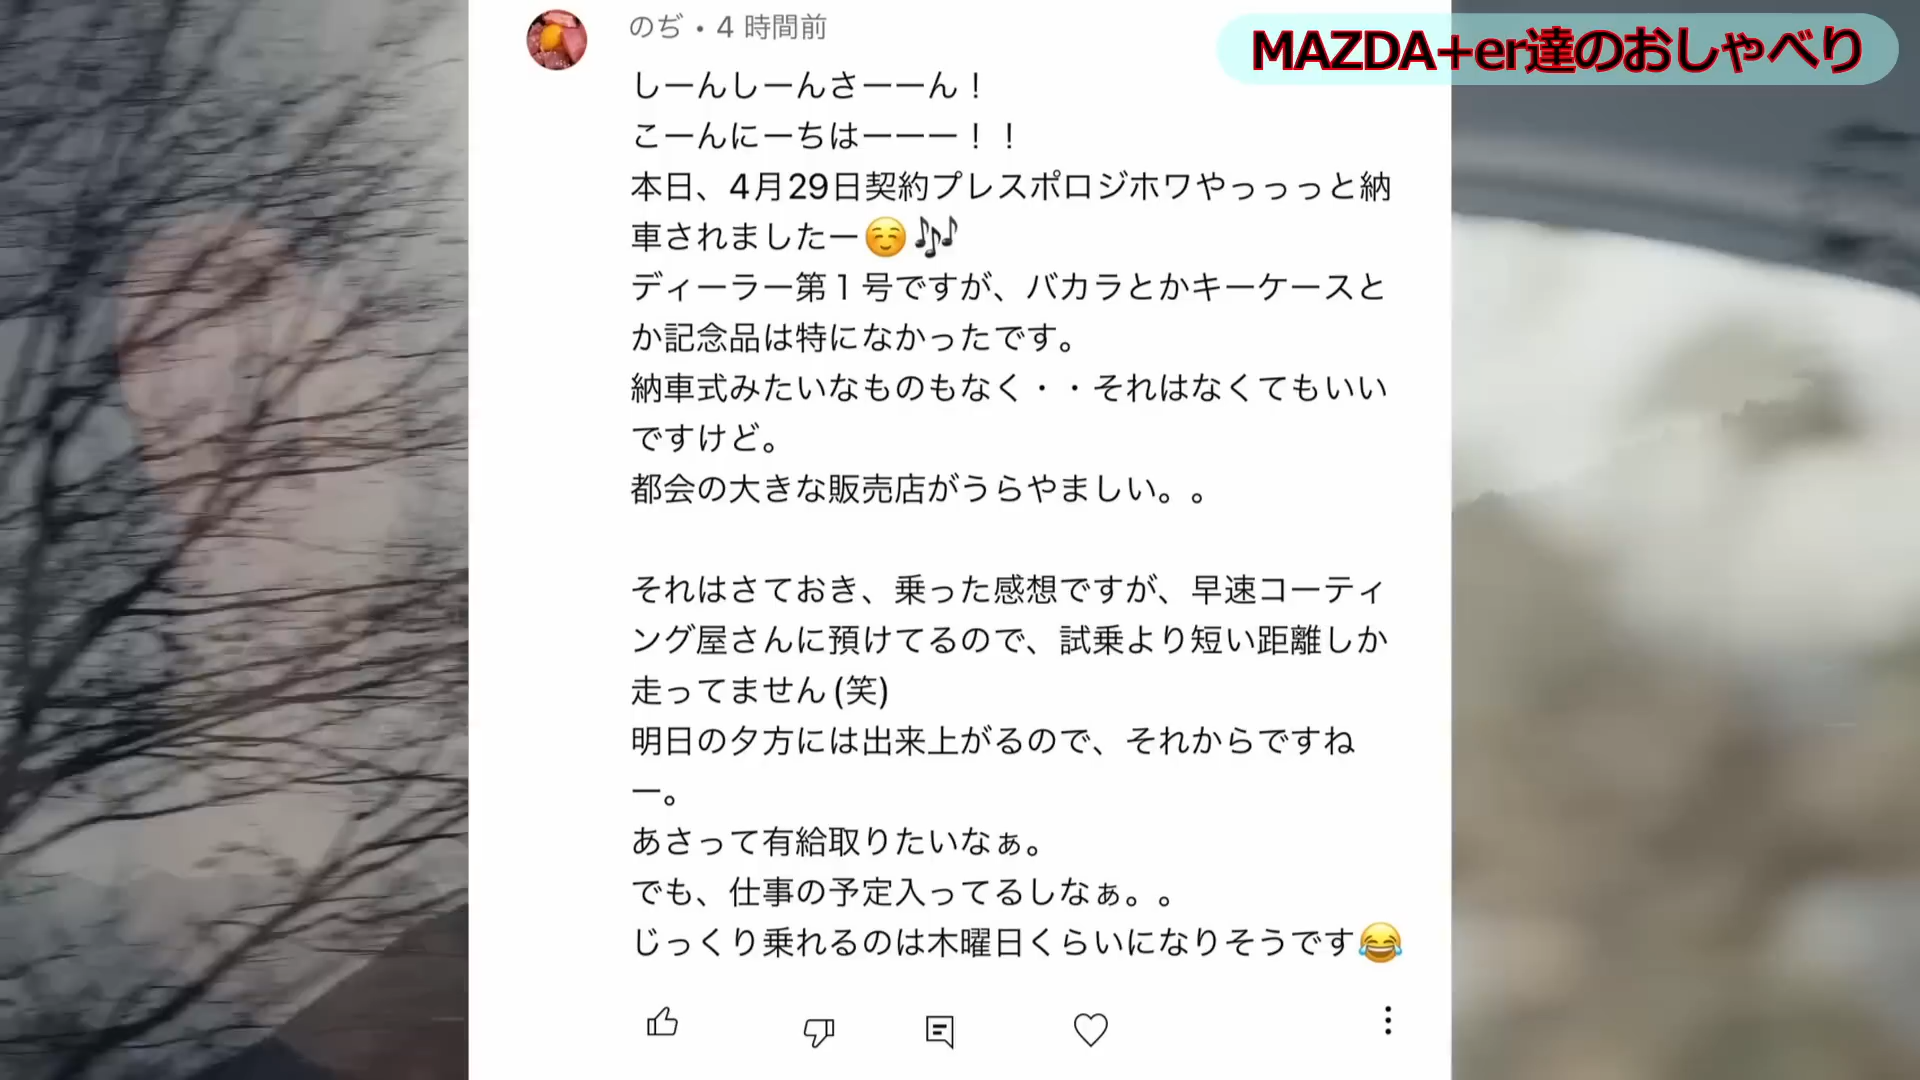 のぢ・4 時間前
MAZDA+er達のおしゃべり
しーんしーんさーーん！
こーんにーちはーーー！！
本日、4月29日契約プレスポロジホワやっっっと納
車されましたー☺️🎶
ディーラー第１号ですが、バカラとかキーケースと
か記念品は特になかったです。
納車式みたいなものもなく・・それはなくてもいい
ですけど。
都会の大きな販売店がうらやましい。。
それはさておき、乗った感想ですが、早速コーティ
ング屋さんに預けてるので、試乗より短い距離しか
走ってません(笑)
明日の夕方には出来上がるので、それからですね
ー。
あさって有給取りたいなぁ。
でも、仕事の予定入ってるしなぁ。。
じっくり乗れるのは木曜日くらいになりそうです😂